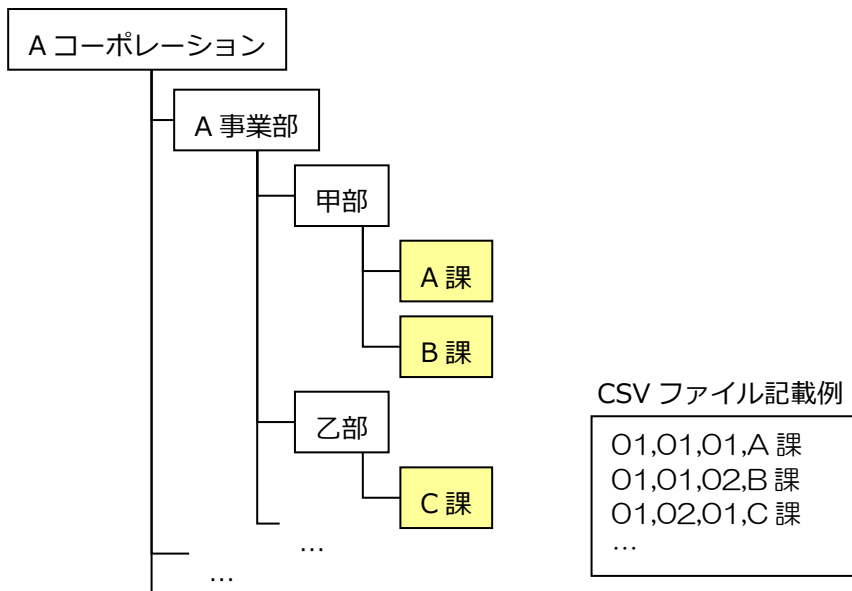 A コーポレーション
A 事業部
甲部
A 課
B 課
乙部
C 課
…
…
CSV ファイル記載例
01,01,01,A 課
01,01,02,B 課
01,02,01,C 課
…